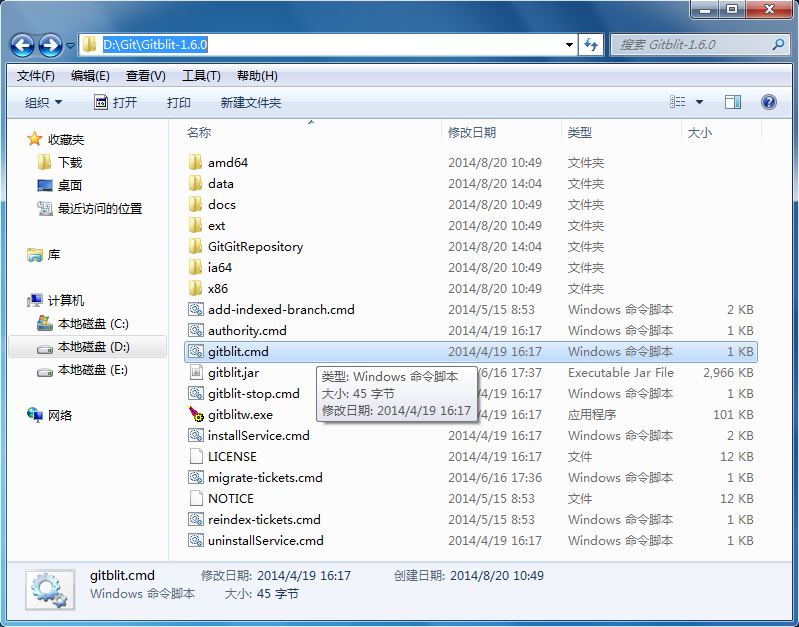 D:\Git\Gitblit-1.6.0
搜索 Gitblit-1.6.0
文件(F) 编辑(E) 查看(V) 工具(T) 帮助(H)
组织 打开 打印 新建文件夹
收藏夹
下载
桌面
最近访问的位置
库
计算机
本地磁盘 (C:)
本地磁盘 (D:)
本地磁盘 (E:)
网络
名称 修改日期 类型 大小
amd64 2014/8/20 10:49 文件夹
data 2014/8/20 14:04 文件夹
docs 2014/8/20 10:49 文件夹
ext 2014/8/20 10:49 文件夹
GitGitRepository 2014/8/20 14:04 文件夹
ia64 2014/8/20 10:49 文件夹
x86 2014/8/20 10:49 文件夹
add-indexed-branch.cmd 2014/5/15 8:53 Windows 命令脚本 2 KB
authority.cmd 2014/4/19 16:17 Windows 命令脚本 1 KB
gitblit.cmd 2014/4/19 16:17 Windows 命令脚本 1 KB
gitblit.jar /6/16 17:37 Executable Jar File 2,966 KB
gitblit-stop.cmd /4/19 16:17 Windows 命令脚本 1 KB
gitblitw.exe /4/19 16:17 应用程序 101 KB
installService.cmd 2014/4/19 16:17 Windows 命令脚本 2 KB
LICENSE 2014/4/19 16:17 文件 12 KB
migrate-tickets.cmd 2014/6/16 17:36 Windows 命令脚本 1 KB
NOTICE 2014/5/15 8:53 文件 12 KB
reindex-tickets.cmd 2014/5/15 8:53 Windows 命令脚本 1 KB
uninstallService.cmd 2014/4/19 16:17 Windows 命令脚本 1 KB
类型: Windows 命令脚本
大小: 45 字节
修改日期: 2014/4/19 16:17
gitblit.cmd 修改日期: 2014/4/19 16:17 创建日期: 2014/8/20 10:49
Windows 命令脚本 大小: 45 字节